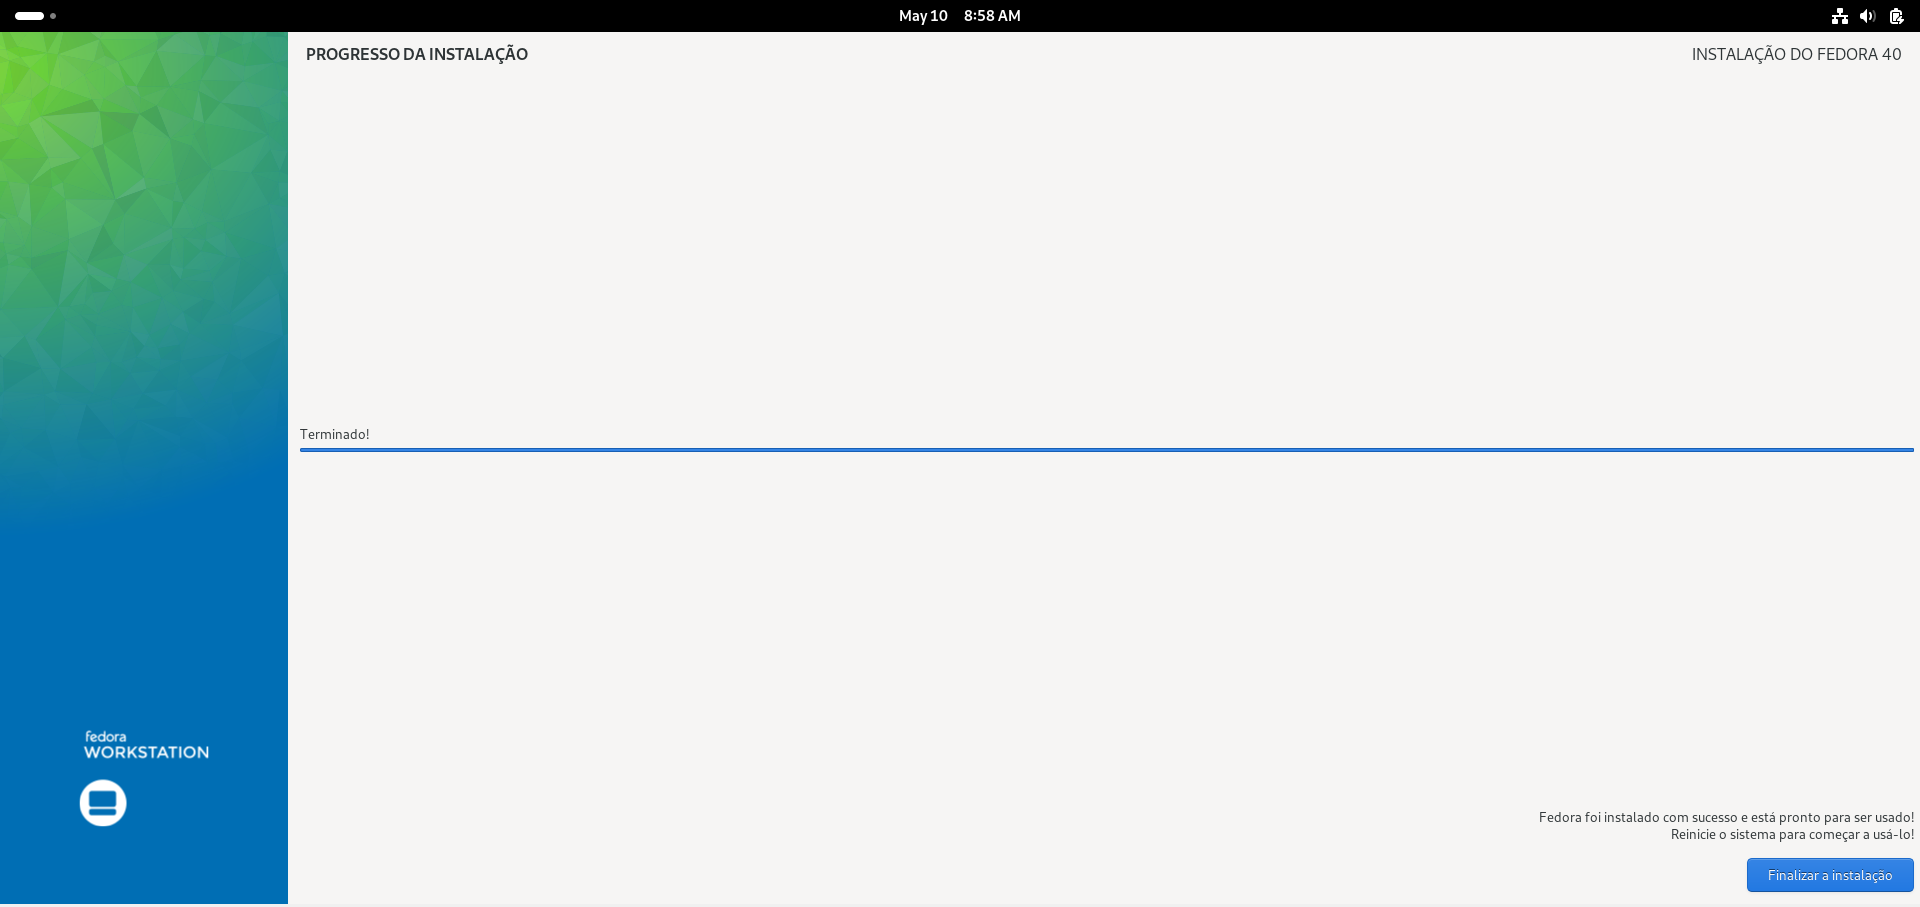 May 10 8:58 AM
PROGRESSO DA INSTALAÇÃO
INSTALAÇÃO DO FEDORA 40
Terminado!
fedora
WORKSTATION
Fedora foi instalado com sucesso e está pronto para ser usado!
Reinicie o sistema para começar a usá-lo!
Finalizar a instalação